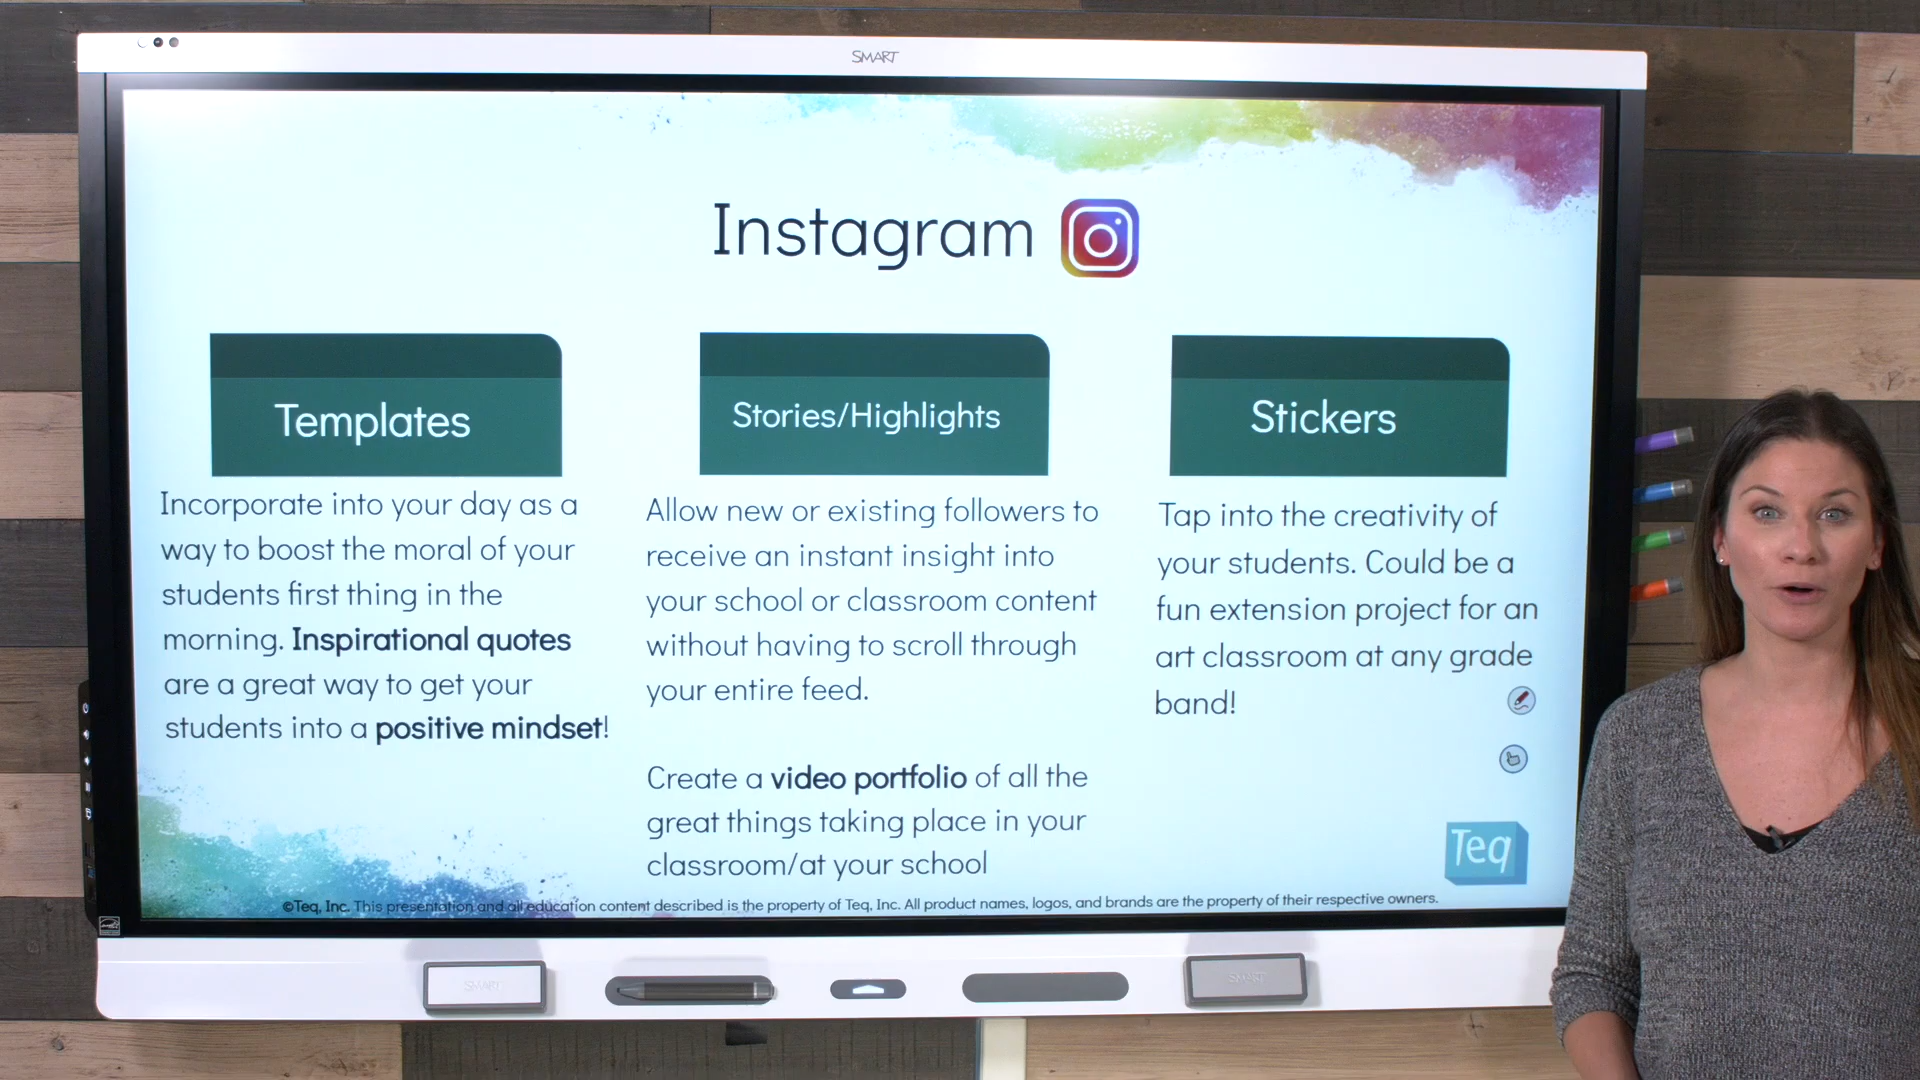 SMART
Instagram
Templates
Incorporate into your day as a
way to boost the moral of your
students first thing in the
morning. Inspirational quotes
are a great way to get your
students into a positive mindset!
Stories/Highlights
Allow new or existing followers to
receive an instant insight into
your school or classroom content
without having to scroll through
your entire feed.
Create a video portfolio of all the
great things taking place in your
classroom/at your school
Stickers
Tap into the creativity of
your students. Could be a
fun extension project for an
art classroom at any grade
band!
Teq
©Teq, Inc. This presentation and all education content described is the property of Teq, Inc. All product names, logos, and brands are the property of their respective owners.
SMART
SMART